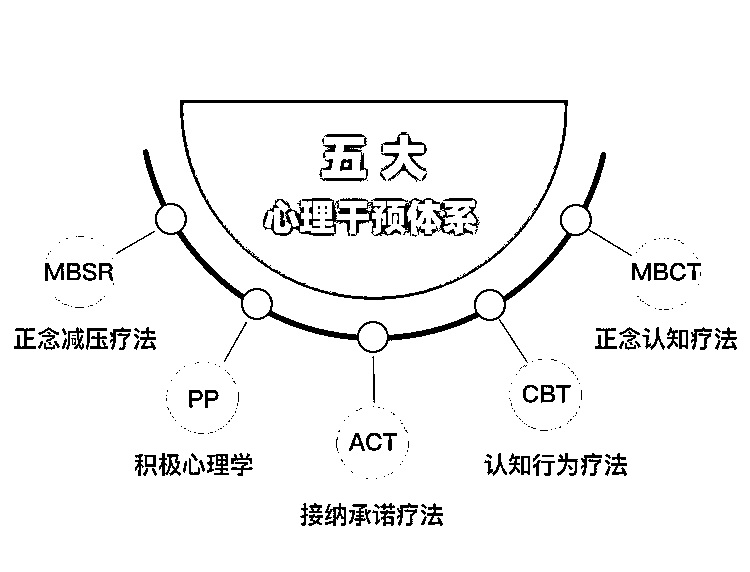 五大
心理干预体系
MBSR
正念减压疗法
PP
积极心理学
ACT
接纳承诺疗法
CBT
认知行为疗法
MBCT
正念认知疗法